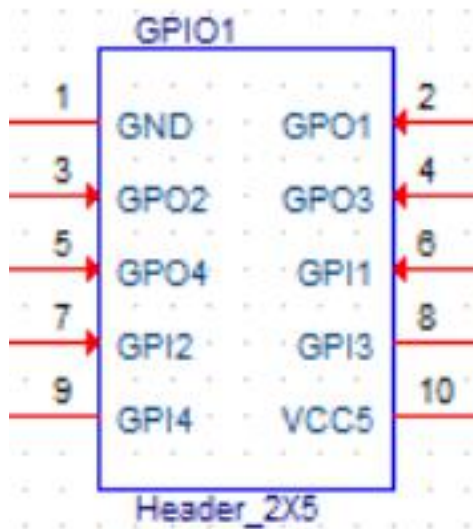 GPIO1
1 GND GPO1 2
3 GPO2 GPO3 4
5 GPO4 GPI1 6
7 GPI2 GPI3 8
9 GPI4 VCC5 10
Header_2X5